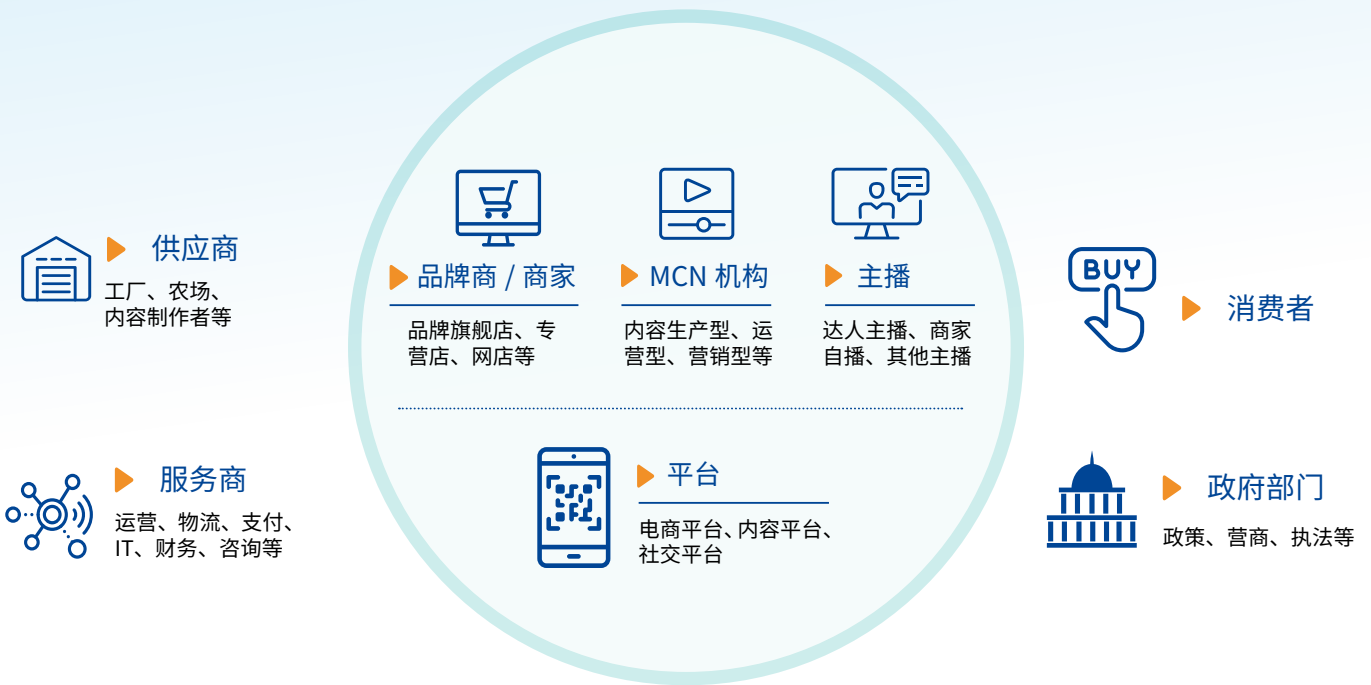 供应商
工厂、农场、
内容制作者等
服务商
运营、物流、支付、
IT、财务、咨询等
品牌商 / 商家
品牌旗舰店、专
营店、网店等
MCN 机构
内容生产型、运
营型、营销型等
主播
达人主播、商家
自播、其他主播
平台
电商平台、内容平台、
社交平台
BUY
消费者
政府部门
政策、营商、执法等